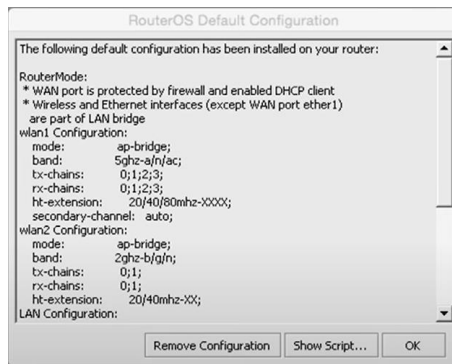 RouterOS Default Configuration
The following default configuration has been installed on your router:
RouterMode:
* WAN port is protected by firewall and enabled DHCP client
* Wireless and Ethernet interfaces (except WAN port ether1)
are part of LAN bridge
wlan1 Configuration:
mode: ap-bridge;
band: 5ghz-a/n/ac;
tx-chains: 0;1;2;3;
rx-chains: 0;1;2;3;
ht-extension: 20/40/80mhz-XXXX;
secondary-channel: auto;
wlan2 Configuration:
mode: ap-bridge;
band: 2ghz-b/g/n;
tx-chains: 0;1;
rx-chains: 0;1;
ht-extension: 20/40mhz-XX;
LAN Configuration:
Remove Configuration Show Script... OK